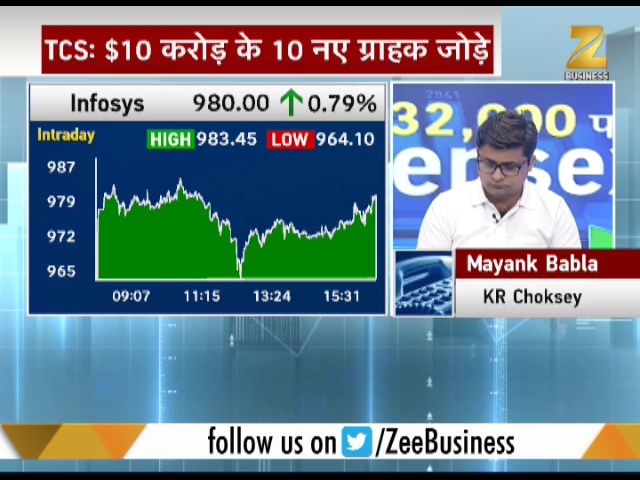 TCS: $10 करोड़ के 10 नए ग्राहक जोड़े
Z
BUSINESS
Infosys 980.00 0.79%
Intraday HIGH 983.45 LOW 964.10
987
979
972
965
09:07 11:15 13:24 15:31
32,000 प
ense
Mayank Babla
KR Choksey
follow us on /ZeeBusiness